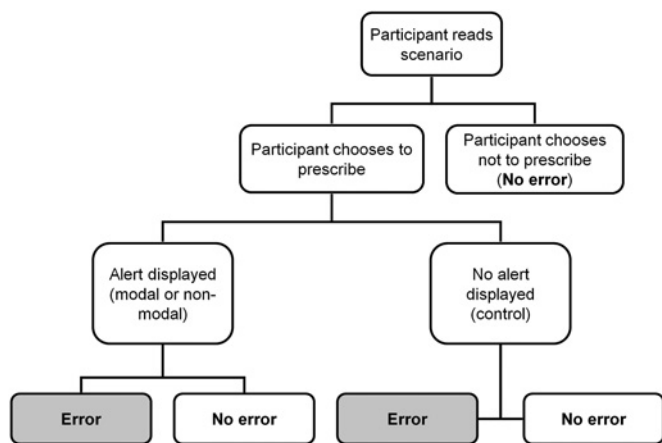 Participant reads
scenario
Participant chooses to
prescribe
Participant chooses
not to prescribe
(No error)
Alert displayed
(modal or non-
modal)
No alert
displayed
(control)
Error
No error
Error
No error